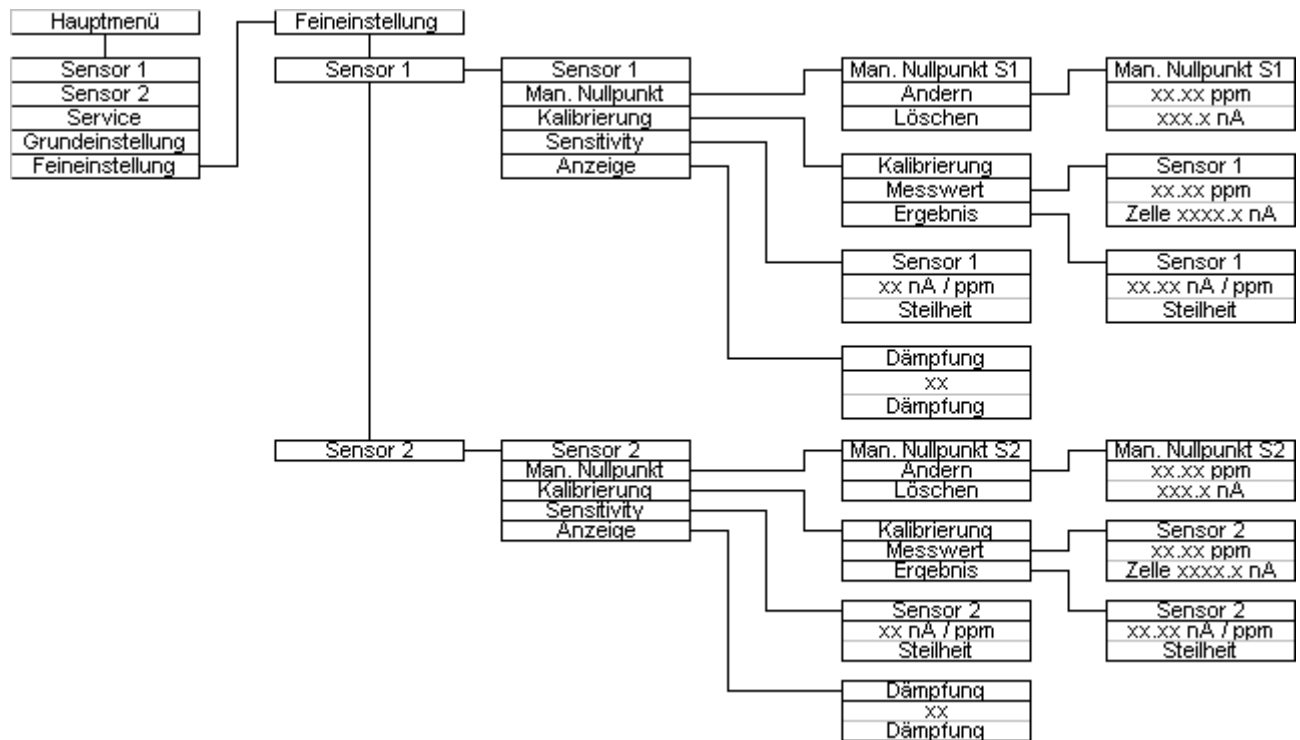 Hauptmenü
Sensor 1
Sensor 2
Service
Grundeinstellung
Feineinstellung
Feineinstellung
Sensor 1
Sensor 1
Man. Nullpunkt
Kalibrierung
Sensitivity
Anzeige
Man. Nullpunkt S1
Andern
Löschen
Man. Nullpunkt S1
xx.xx ppm
xxx.x nA
Kalibrierung
Messwert
Ergebnis
Sensor 1
xx.xx ppm
Zelle xxxx.x nA
Sensor 1
xx nA / ppm
Steilheit
Sensor 1
xx.xx nA / ppm
Steilheit
Dämpfung
xx
Dämpfung
Sensor 2
Sensor 2
Man. Nullpunkt
Kalibrierung
Sensitivity
Anzeige
Man. Nullpunkt S2
Andern
Löschen
Man. Nullpunkt S2
xx.xx ppm
xxx.x nA
Kalibrierung
Messwert
Ergebnis
Sensor 2
xx.xx ppm
Zelle xxxx.x nA
Sensor 2
xx nA / ppm
Steilheit
Sensor 2
xx.xx nA / ppm
Steilheit
Dämpfung
xx
Dämpfung